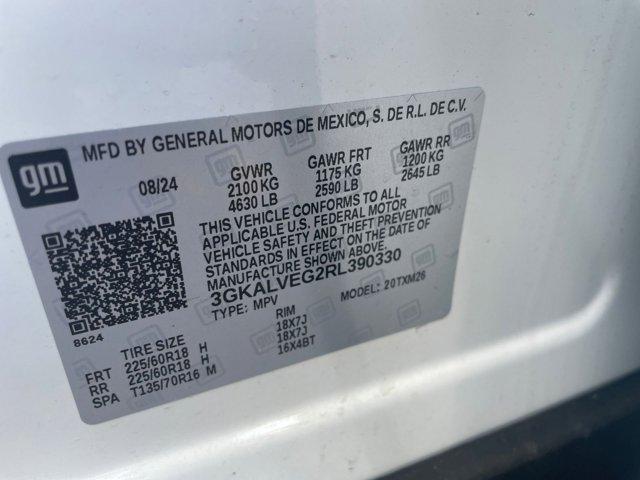 gm
MFD BY GENERAL MOTORS DE MEXICO, S. DE R.L. DE C.V.
08/24 GVWR GAWR FRT GAWR RR
2100 KG 1175 KG 1200 KG
4630 LB 2590 LB 2645 LB
THIS VEHICLE CONFORMS TO ALL
APPLICABLE U.S. FEDERAL MOTOR
VEHICLE SAFETY AND THEFT PREVENTION
STANDARDS IN EFFECT ON THE DATE OF
MANUFACTURE SHOWN ABOVE.
3GKALVEG2RL390330
TYPE: MPV MODEL: 20TXM26
8624
TIRE SIZE RIM
FRT 225/60R18 H 18X7J
RR 225/60R18 H 18X7J
SPA T135/70R16 M 16X4BT